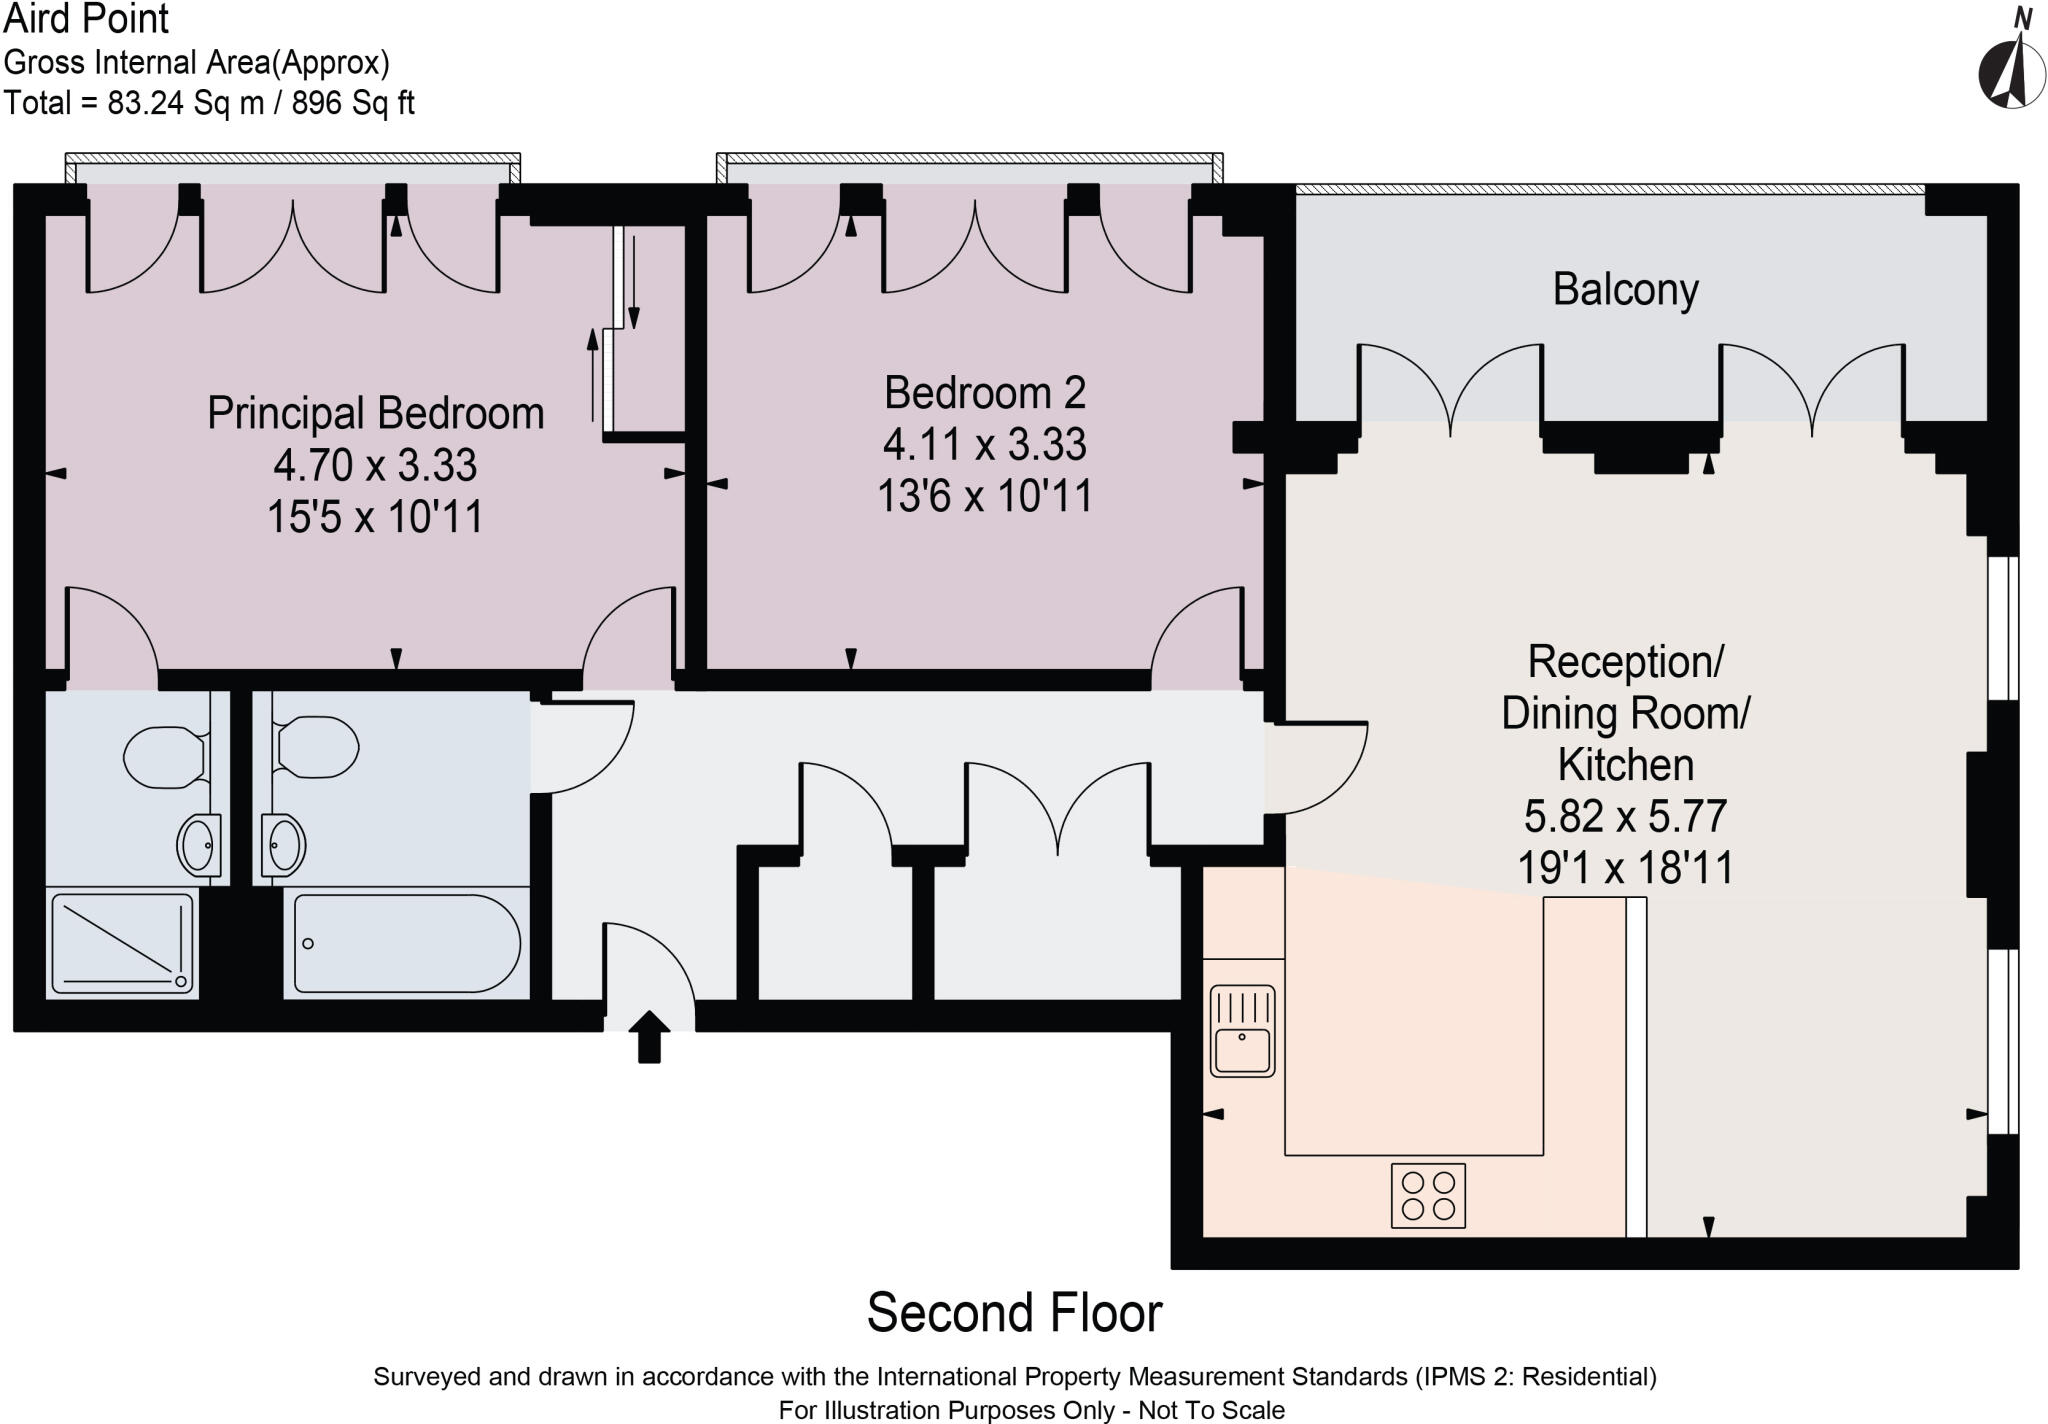 Aird Point
Gross Internal Area(Approx)
Total = 83.24 Sq m / 896 Sq ft
N
Balcony
Principal Bedroom
4.70 x 3.33
15'5 x 10'11
Bedroom 2
4.11 x 3.33
13'6 x 10'11
Reception/
Dining Room/
Kitchen
5.82 x 5.77
19'1 x 18'11
Second Floor
Surveyed and drawn in accordance with the International Property Measurement Standards (IPMS 2: Residential)
For Illustration Purposes Only - Not To Scale